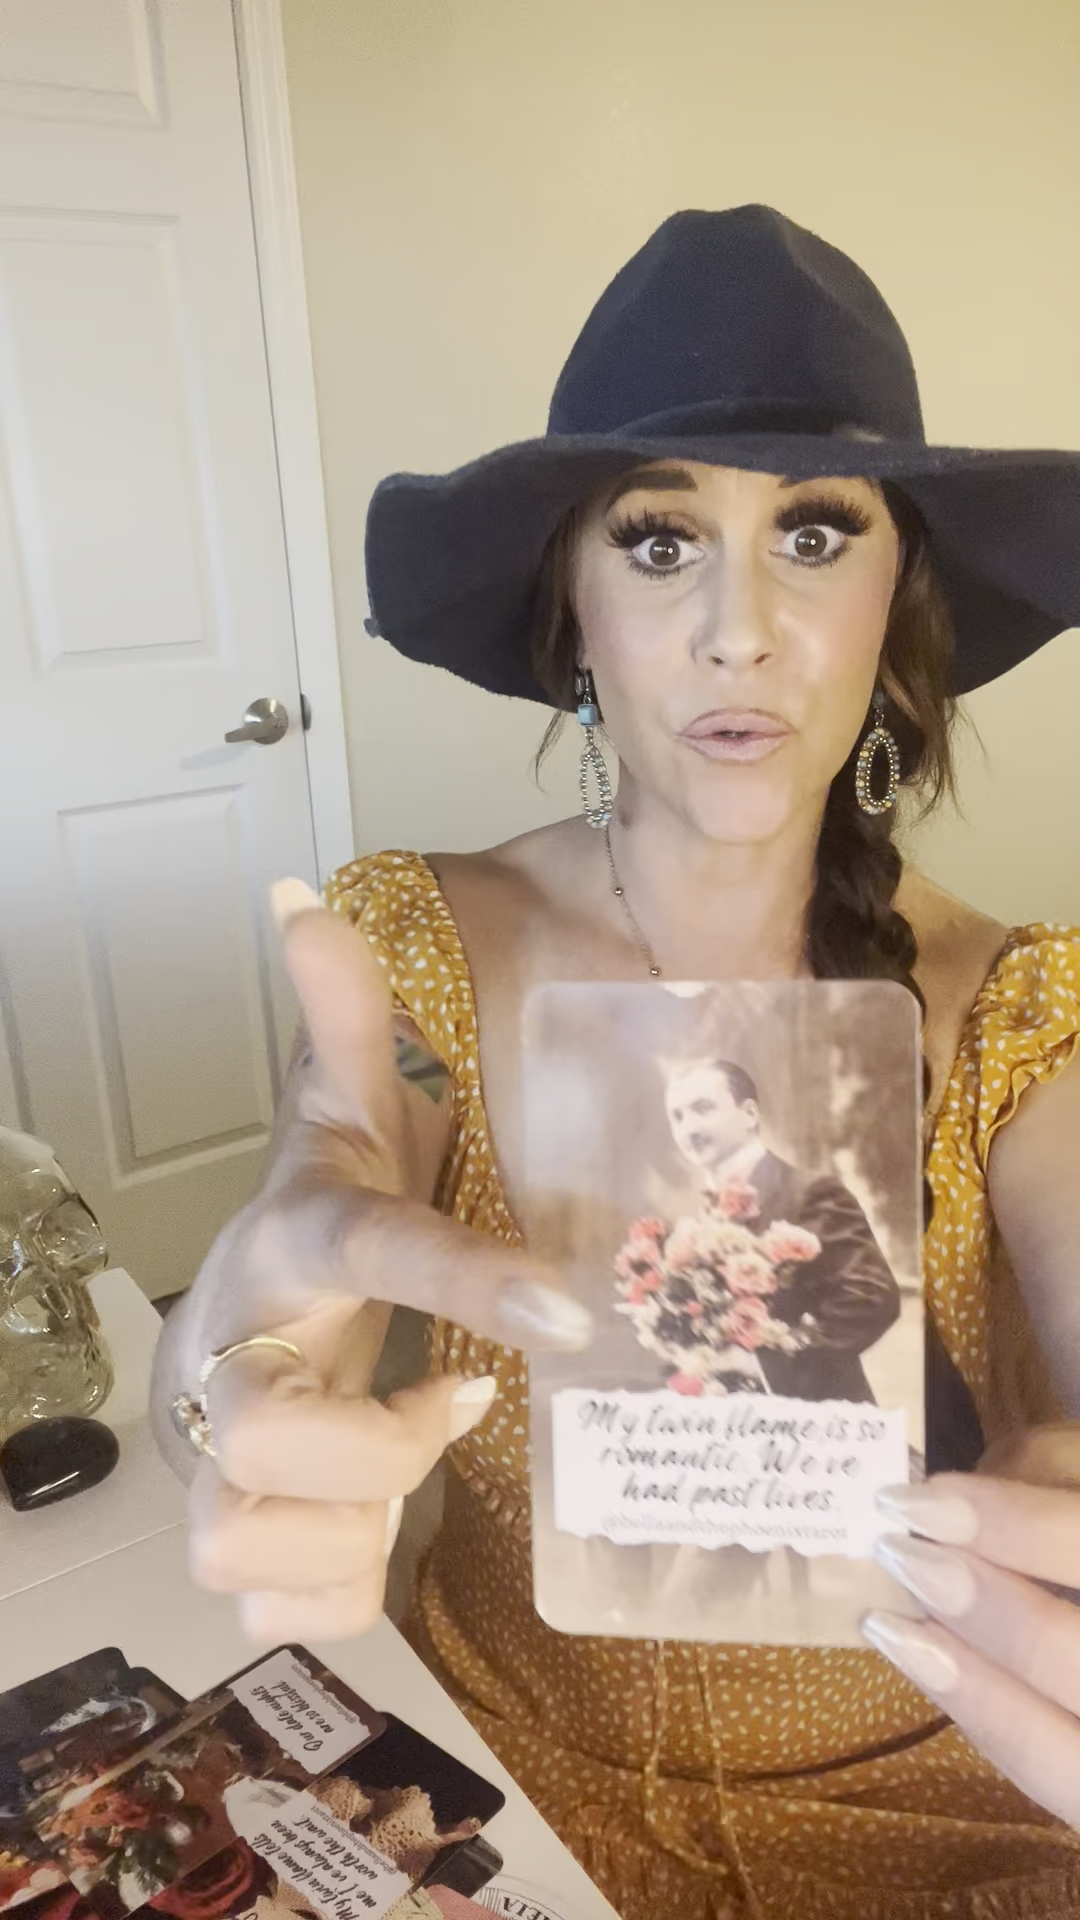 My twin flame is so
romantic. We've
had past lives.
@bellaandthephoenixtarot
Our date nights
are so blissful.
My twin flame tells
me I've always been
worth the wait.